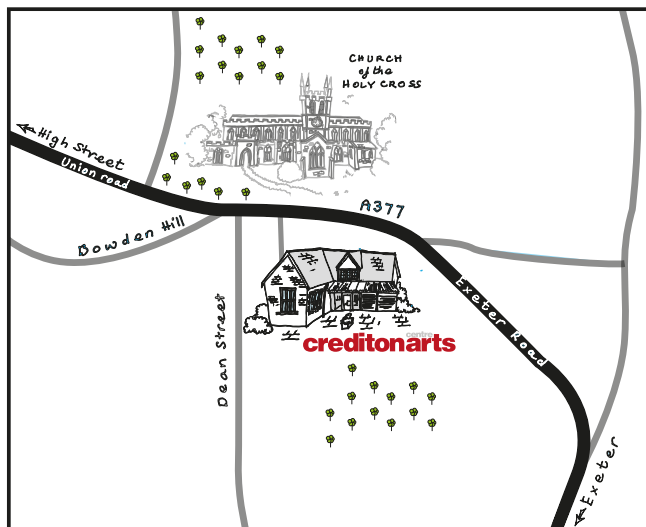 CHURCH
of the
HOLY CROSS
High Street
Union road
A377
Bowden Hill
Exeter Road
Dean Street
centre
creditonarts
Exeter